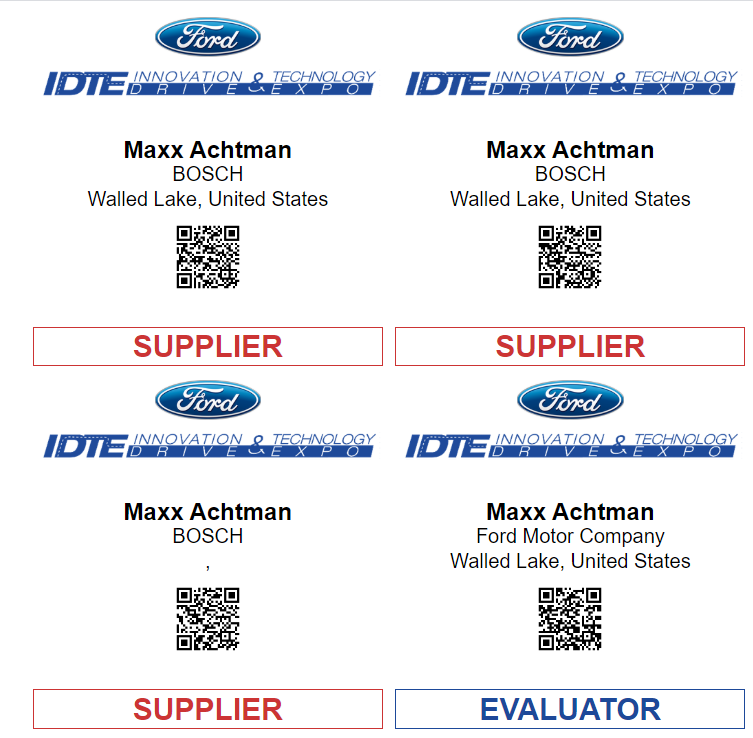 Ford
IDTE INNOVATION & TECHNOLOGY
DRIVE & EXPO
Maxx Achtman
BOSCH
Walled Lake, United States
SUPPLIER
Ford
IDTE INNOVATION & TECHNOLOGY
DRIVE & EXPO
Maxx Achtman
BOSCH
Walled Lake, United States
SUPPLIER
Ford
IDTE INNOVATION & TECHNOLOGY
DRIVE & EXPO
Maxx Achtman
BOSCH
,
SUPPLIER
Ford
IDTE INNOVATION & TECHNOLOGY
DRIVE & EXPO
Maxx Achtman
Ford Motor Company
Walled Lake, United States
EVALUATOR